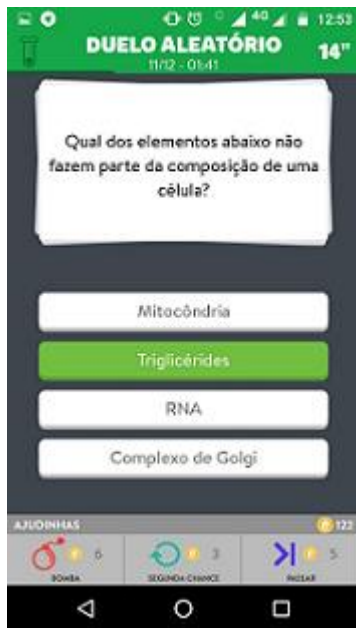 4G 12:53
DUELO ALEATÓRIO
14"
11/12 - 01:41
Qual dos elementos abaixo não
fazem parte da composição de uma
célula?
Mitocôndria
Triglicérides
RNA
Complexo de Golgi
AJUDINHAS
122
6
3
5
BOMBA
SEGUNDA CHANCE
PASSAR